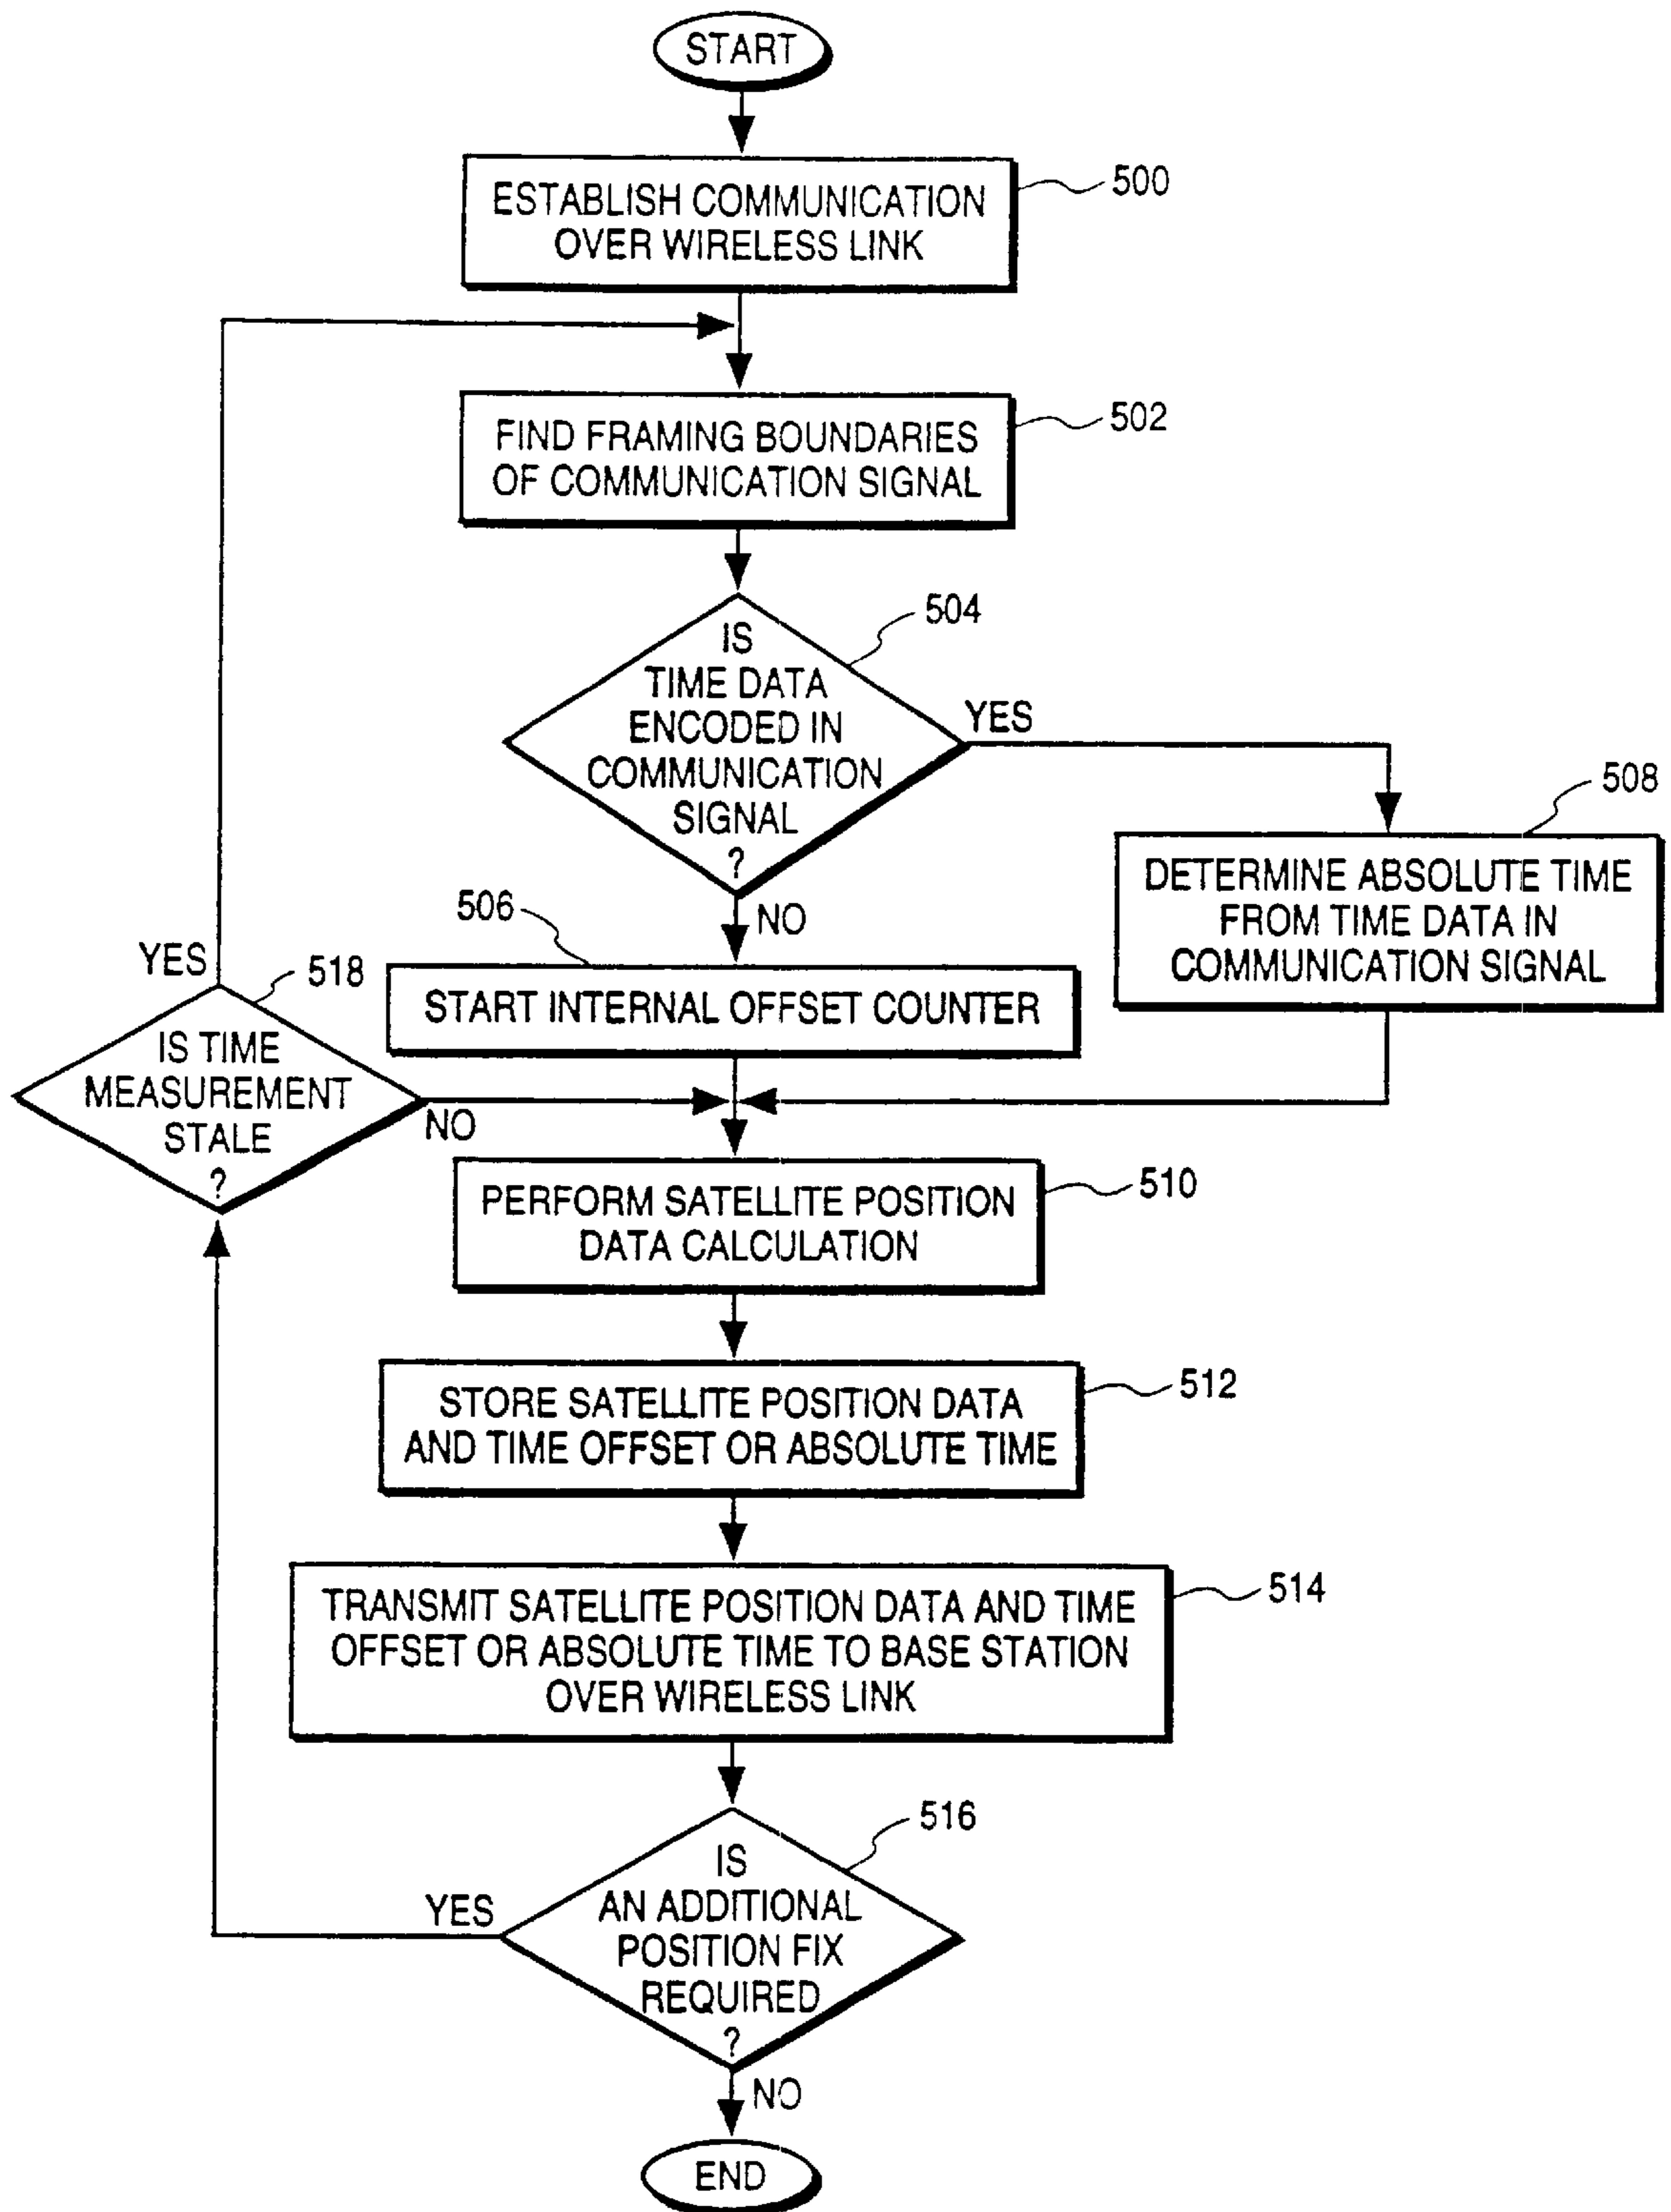 START
ESTABLISH COMMUNICATION
OVER WIRELESS LINK
500
FIND FRAMING BOUNDARIES
OF COMMUNICATION SIGNAL
502
IS
TIME DATA
ENCODED IN
COMMUNICATION
SIGNAL
?
504
YES
NO
508
DETERMINE ABSOLUTE TIME
FROM TIME DATA IN
COMMUNICATION SIGNAL
506
START INTERNAL OFFSET COUNTER
YES
518
IS TIME
MEASUREMENT
STALE
?
NO
PERFORM SATELLITE POSITION
DATA CALCULATION
510
STORE SATELLITE POSITION DATA
AND TIME OFFSET OR ABSOLUTE TIME
512
TRANSMIT SATELLITE POSITION DATA AND TIME
OFFSET OR ABSOLUTE TIME TO BASE STATION
OVER WIRELESS LINK
514
516
IS
AN ADDITIONAL
POSITION FIX
REQUIRED
?
YES
NO
END